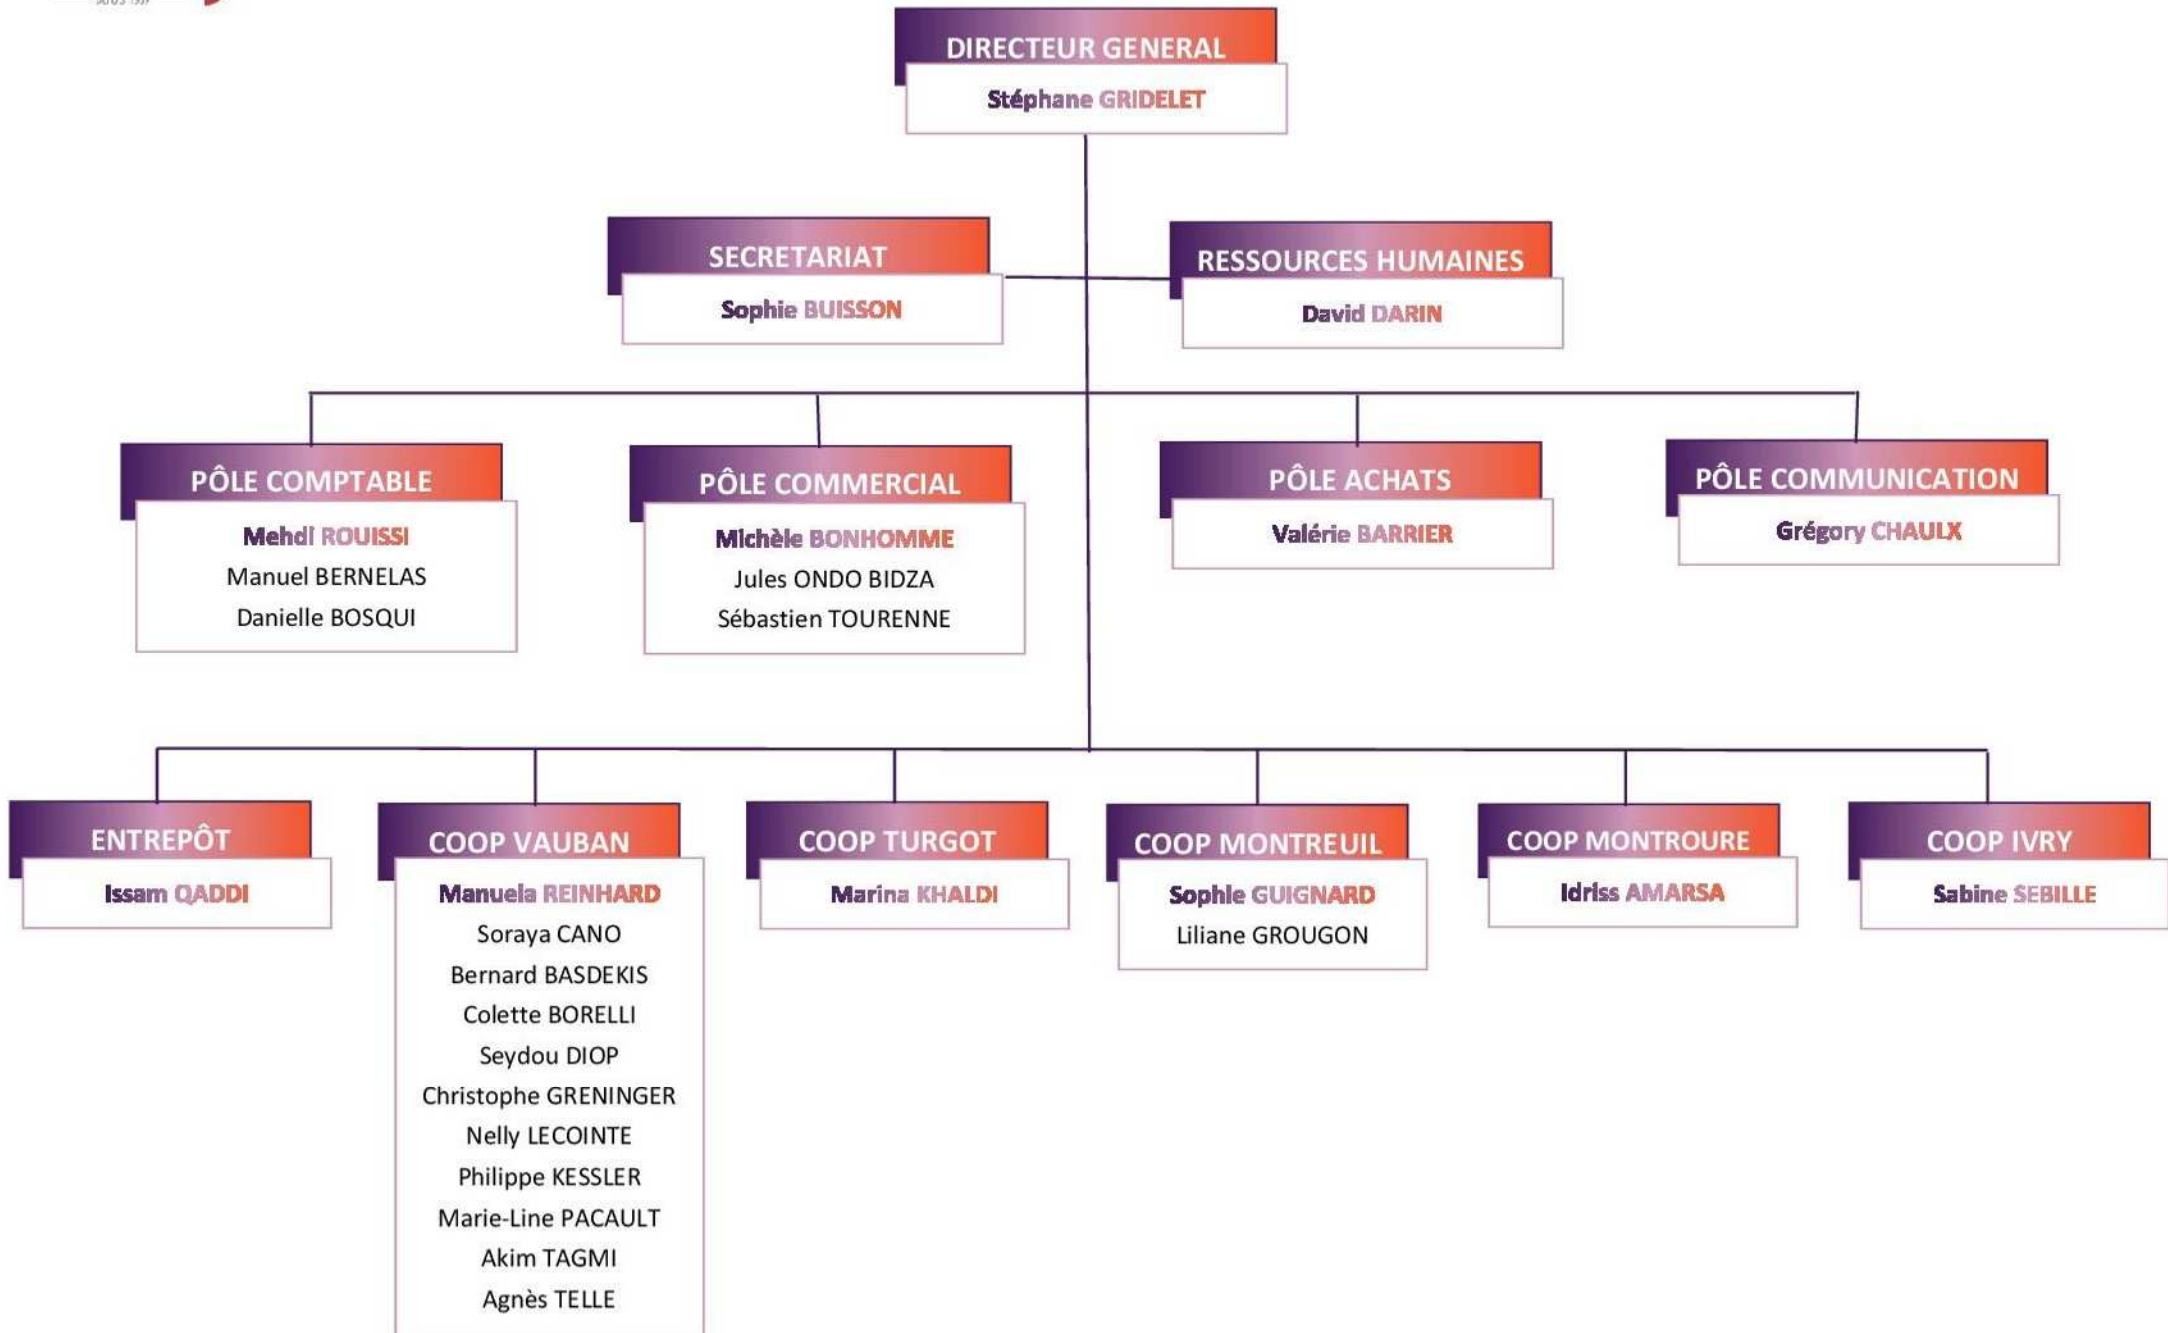 DIRECTEUR GENERAL
Stéphane GRIDELET
SECRETARIAT
Sophie BUISSON
RESSOURCES HUMAINES
David DARIN
PÔLE COMPTABLE
Mehdi ROUISSI
Manuel BERNELAS
Danielle BOSQUI
PÔLE COMMERCIAL
Michèle BONHOMME
Jules ONDO BIDZA
Sébastien TOURENNE
PÔLE ACHATS
Valérie BARRIER
PÔLE COMMUNICATION
Grégory CHAULX
ENTREPÔT
Issam QADDI
COOP VAUBAN
Manuela REINHARD
Soraya CANO
Bernard BASDEKIS
Colette BORELLI
Seydou DIOP
Christophe GRENINGER
Nelly LECOINTE
Philippe KESSLER
Marie-Line PACAULT
Akim TAGMI
Agnès TELLE
COOP TURGOT
Marina KHALDI
COOP MONTREUIL
Sophie GUIGNARD
Liliane GROUGON
COOP MONTROURE
Idriss AMARSA
COOP IVRY
Sabine SEBILLE